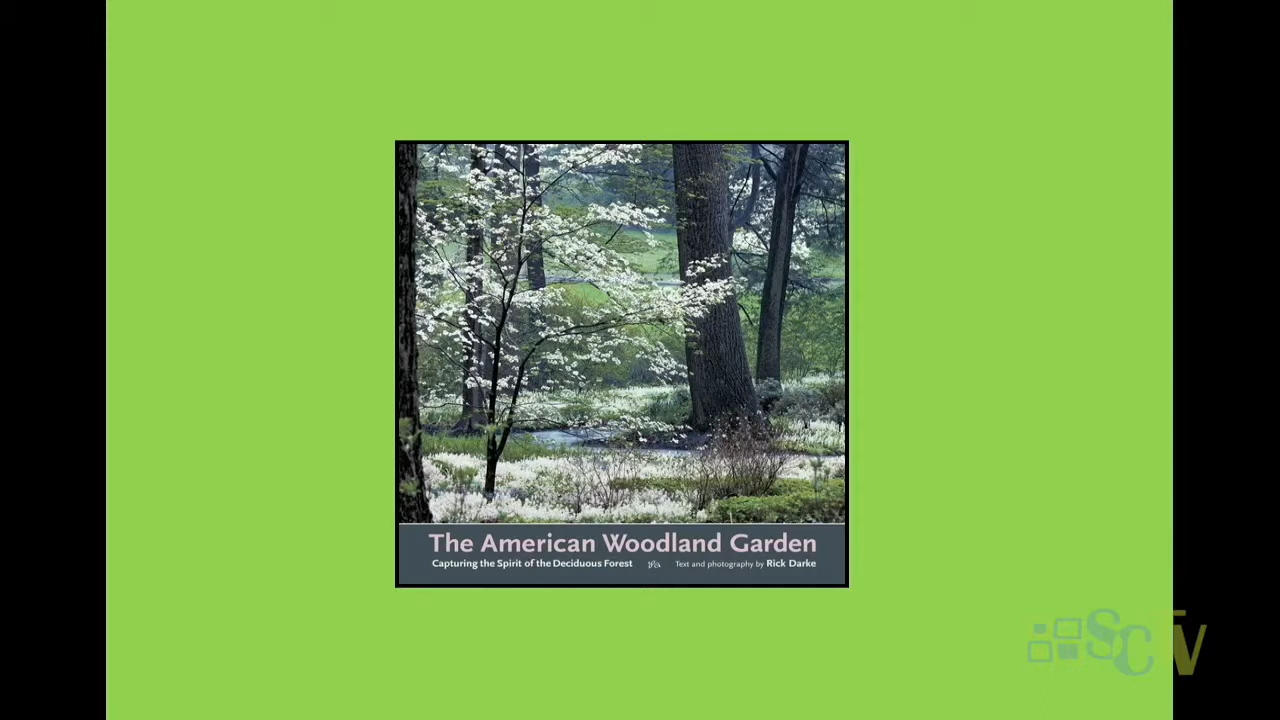 The American Woodland Garden
Capturing the Spirit of the Deciduous Forest Text and photography by Rick Darke
SCTV